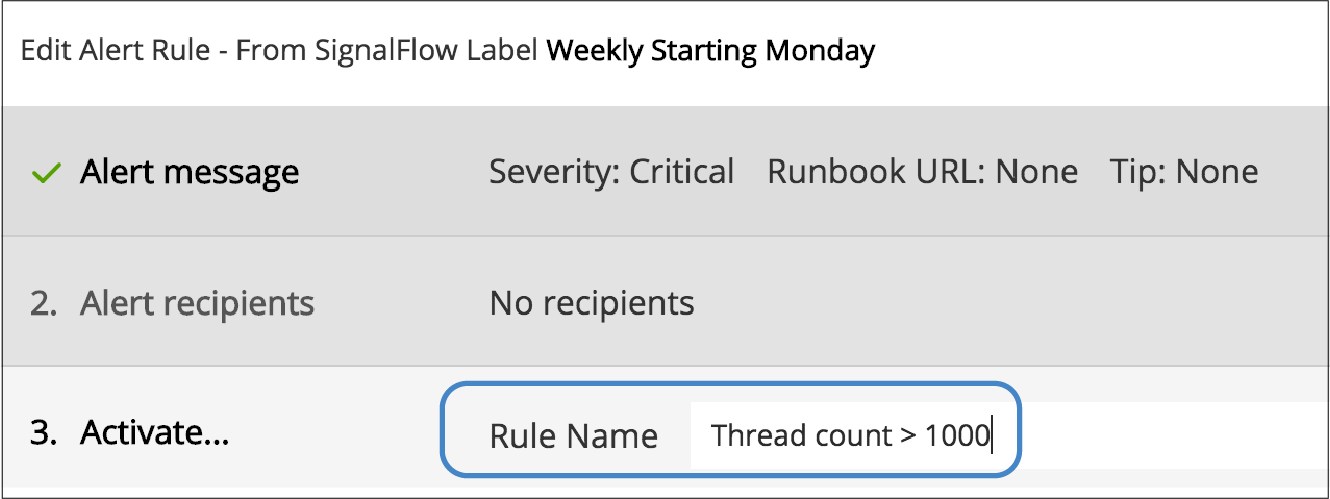 Edit Alert Rule - From SignalFlow Label Weekly Starting Monday
Alert message Severity: Critical Runbook URL: None Tip: None
2. Alert recipients No recipients
3. Activate... Rule Name Thread count > 1000